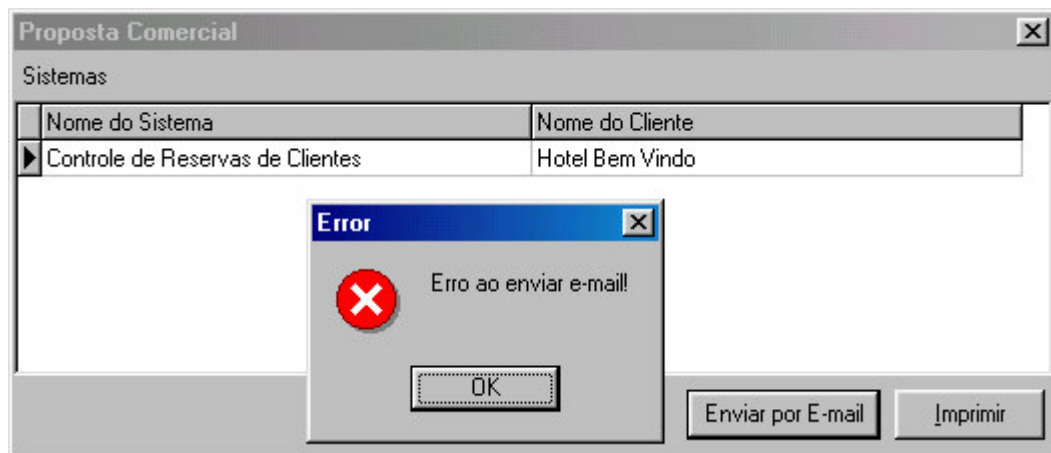 Proposta Comercial
Sistemas
Nome do Sistema Nome do Cliente
Controle de Reservas de Clientes Hotel Bem Vindo
Error
Erro ao enviar e-mail!
OK
Enviar por E-mail Imprimir